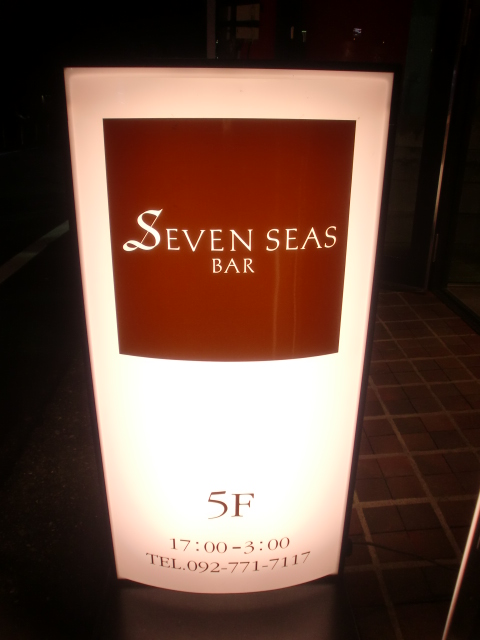 SEVEN SEAS
BAR
5F
17:00-3:00
TEL.092-771-7117